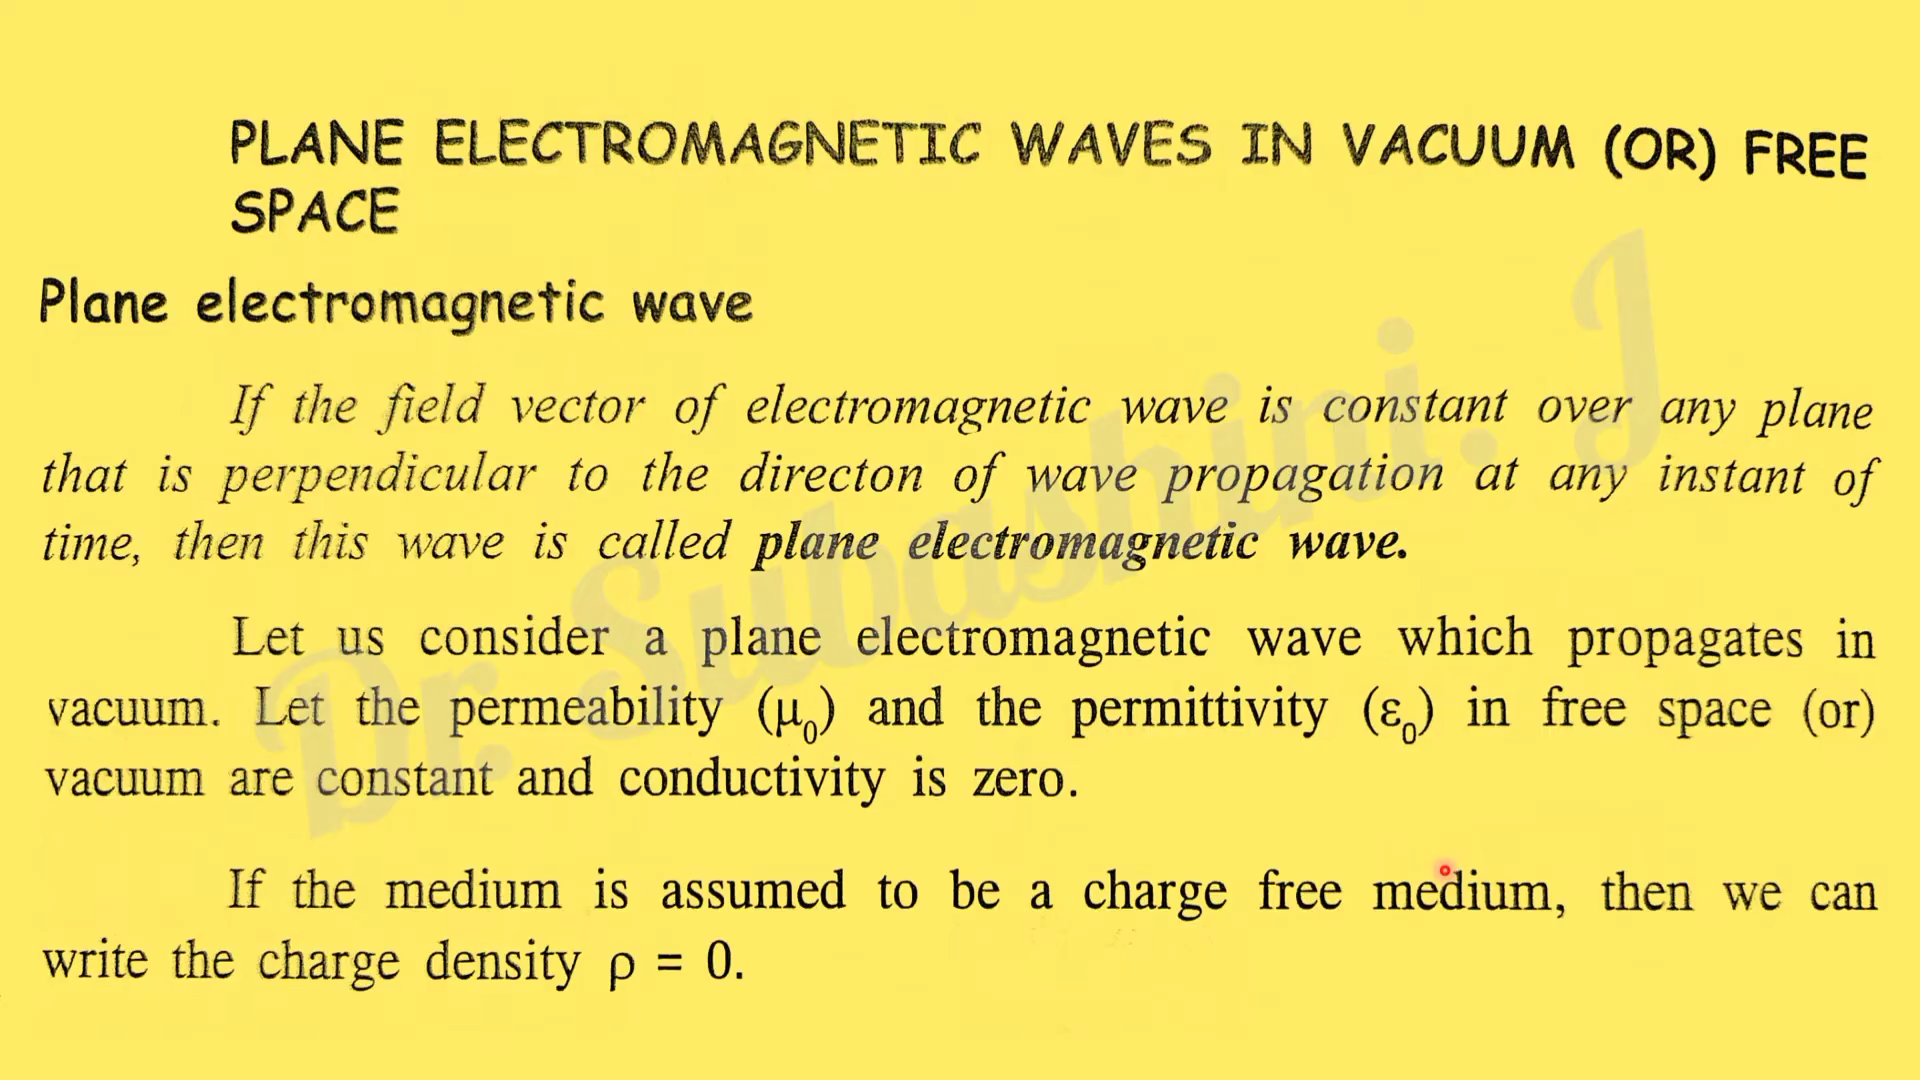 PLANE ELECTROMAGNETIC WAVES IN VACUUM (OR) FREE
SPACE
Plane electromagnetic wave
If the field vector of electromagnetic wave is constant over any plane
that is perpendicular to the directon of wave propagation at any instant of
time, then this wave is called plane electromagnetic wave.
Let us consider a plane electromagnetic wave which propagates in
vacuum. Let the permeability (μ₀) and the permittivity (ε₀) in free space (or)
vacuum are constant and conductivity is zero.
If the medium is assumed to be a charge free medium, then we can
write the charge density ρ = 0.
Dr. Subashini. J